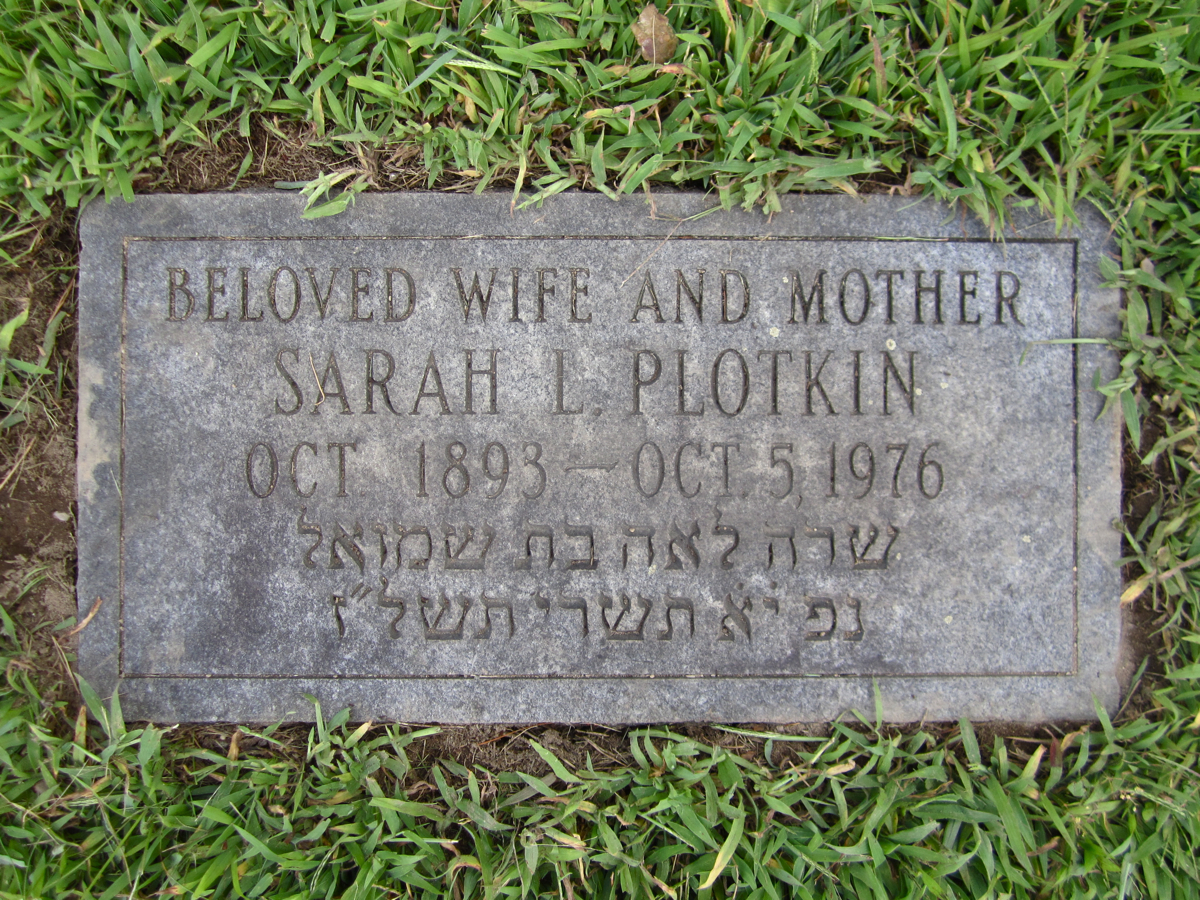 BELOVED WIFE AND MOTHER
SARAH L. PLOTKIN
OCT. 1893 — OCT. 5, 1976
שרה לאה בת שמואל
נפ י׳א׳ תשרי תשל״ז